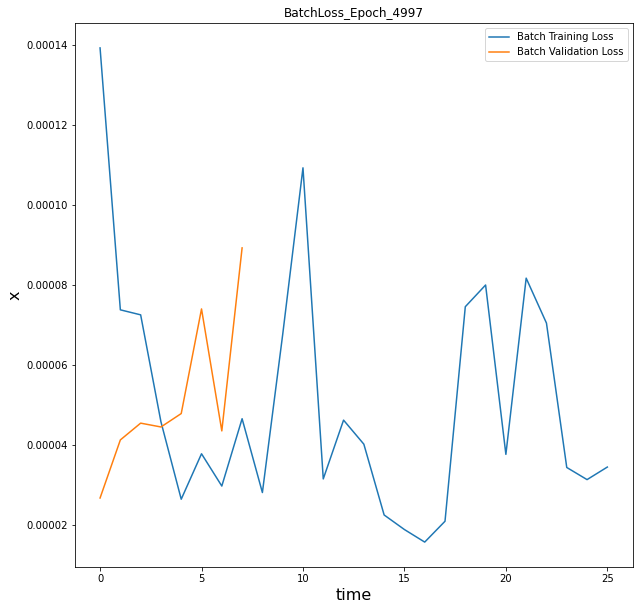 BatchLoss_Epoch_4997
Batch Training Loss
Batch Validation Loss
0.00014
0.00012
0.00010
0.00008
0.00006
0.00004
0.00002
x
0
5
10
15
20
25
time